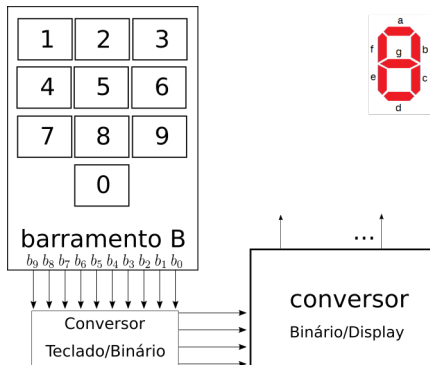 1 2 3
4 5 6
7 8 9
0
barramento B
b9 b8 b7 b6 b5 b4 b3 b2 b1 b0
Conversor
Teclado/Binário
a
f g b
e c
d
...
conversor
Binário/Display